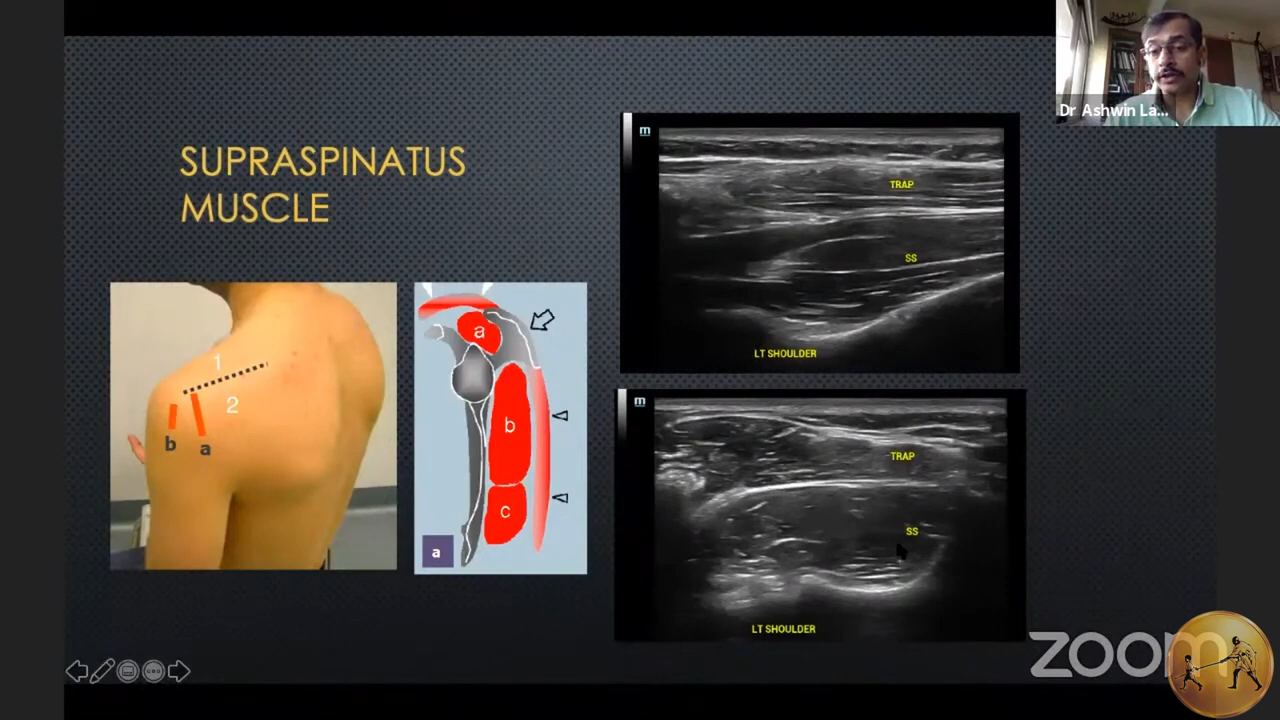 Dr Ashwin La...
SUPRASPINATUS
MUSCLE
1
2
b
a
a
b
c
a
m
TRAP
SS
LT SHOULDER
m
TRAP
SS
LT SHOULDER
zoom